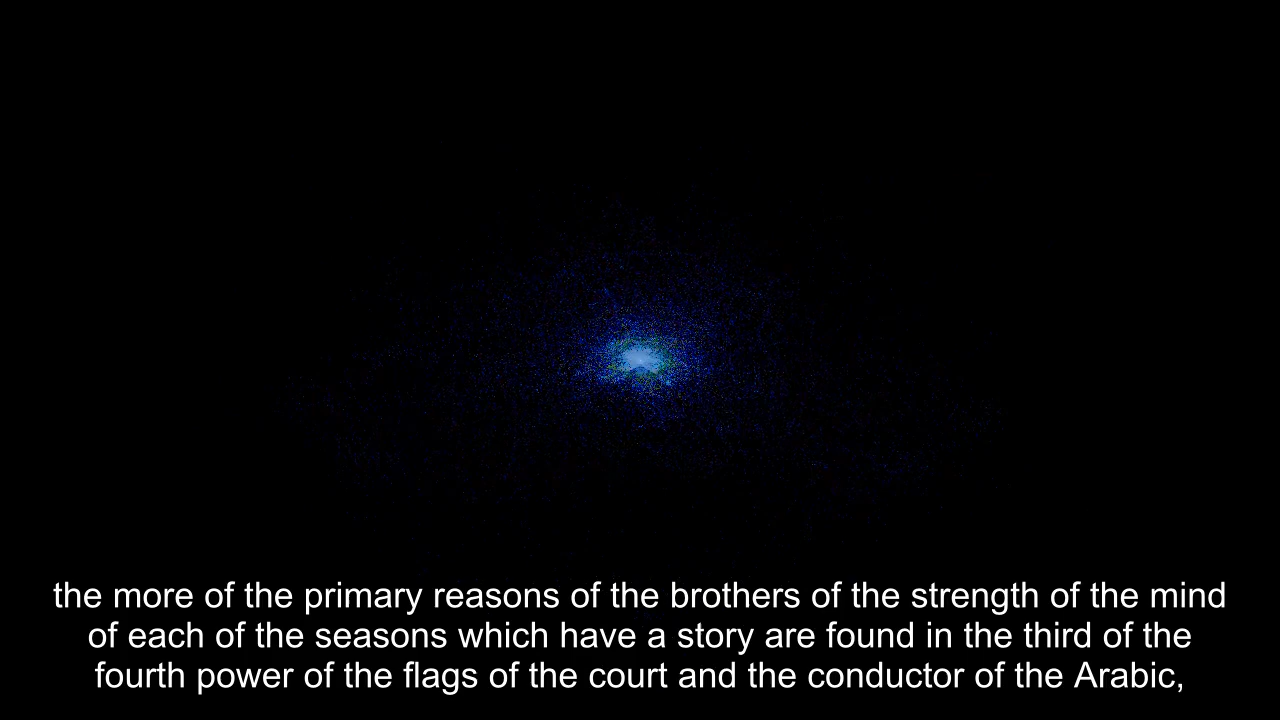 the more of the primary reasons of the brothers of the strength of the mind
of each of the seasons which have a story are found in the third of the
fourth power of the flags of the court and the conductor of the Arabic,